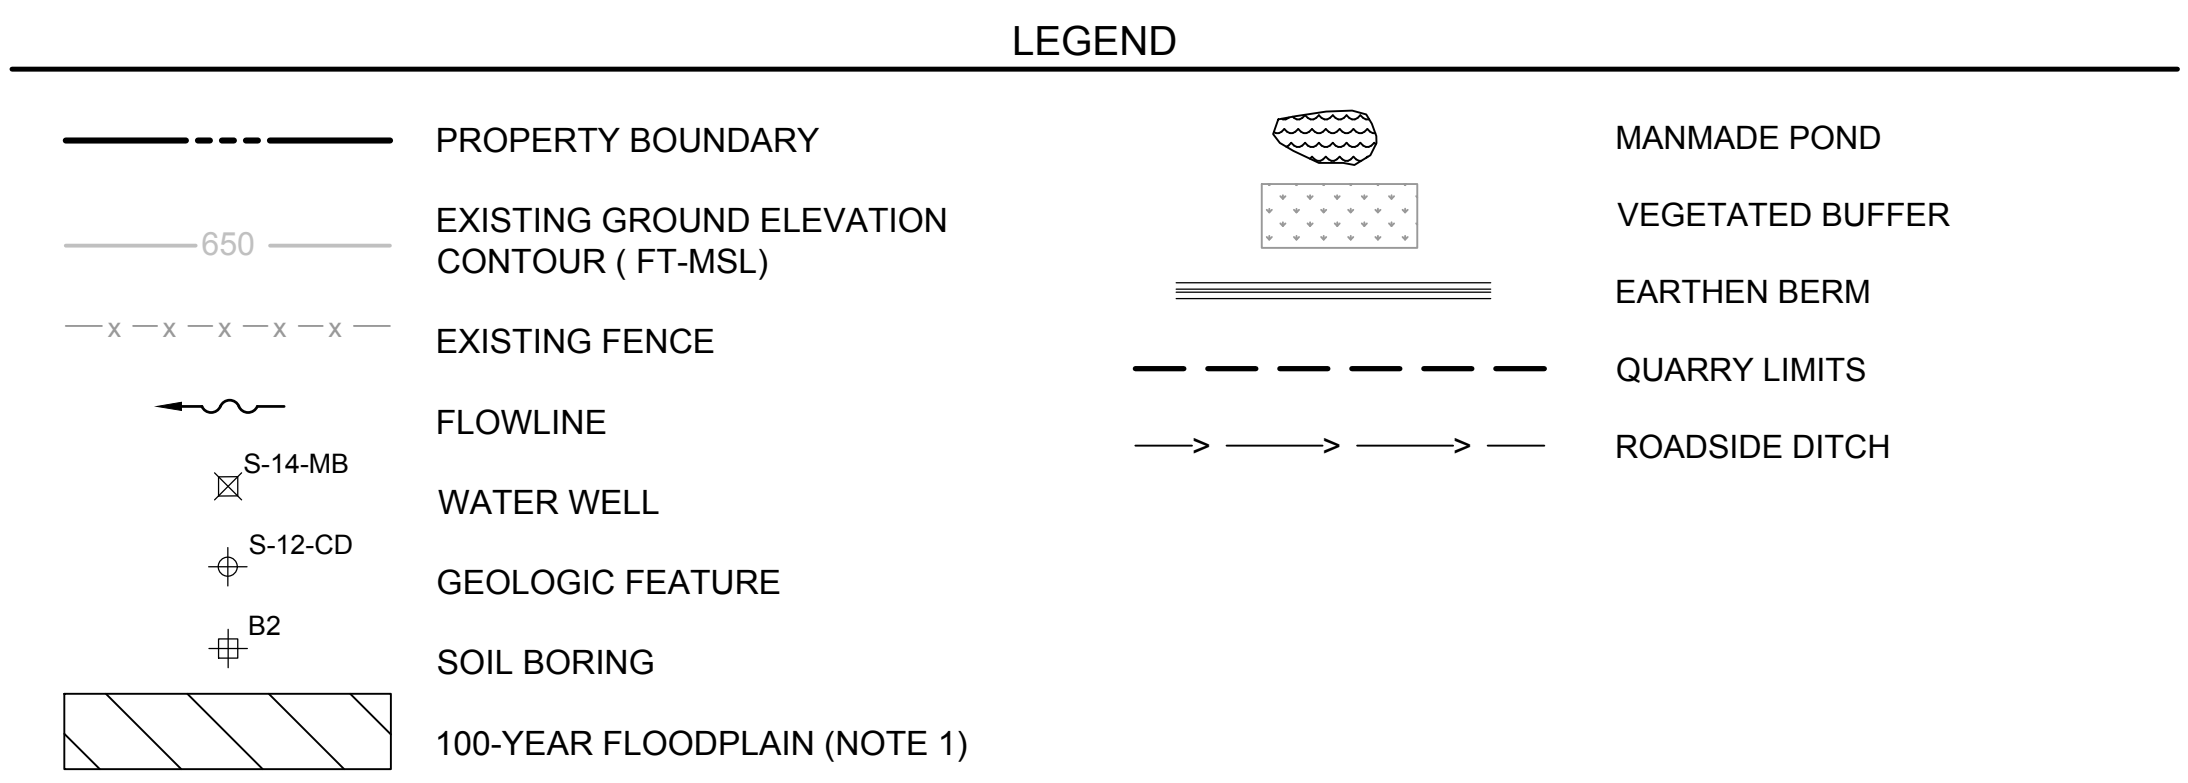 LEGEND
PROPERTY BOUNDARY
650
EXISTING GROUND ELEVATION
CONTOUR ( FT-MSL)
x x x x x
EXISTING FENCE
FLOWLINE
S-14-MB
WATER WELL
S-12-CD
GEOLOGIC FEATURE
B2
SOIL BORING
100-YEAR FLOODPLAIN (NOTE 1)
MANMADE POND
VEGETATED BUFFER
EARTHEN BERM
QUARRY LIMITS
> > >
ROADSIDE DITCH